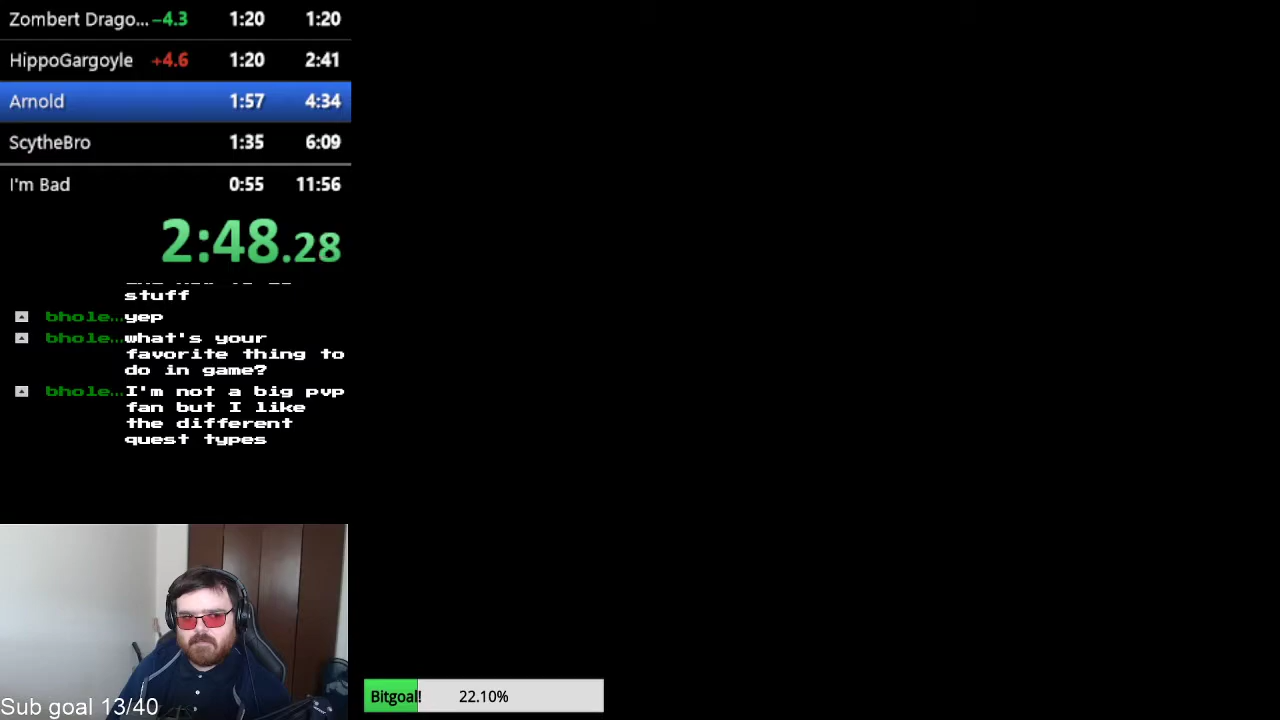 Zombert Drago... −4.3 1:20 1:20
HippoGargoyle +4.6 1:20 2:41
Arnold 1:57 4:34
ScytheBro 1:35 6:09
I'm Bad 0:55 11:56
2:48.28
stuff
bhole... yep
bhole... what's your
favorite thing to
do in game?
bhole... I'm not a big pvp
fan but I like
the different
quest types
Sub goal 13/40
Bitgoal! 22.10%